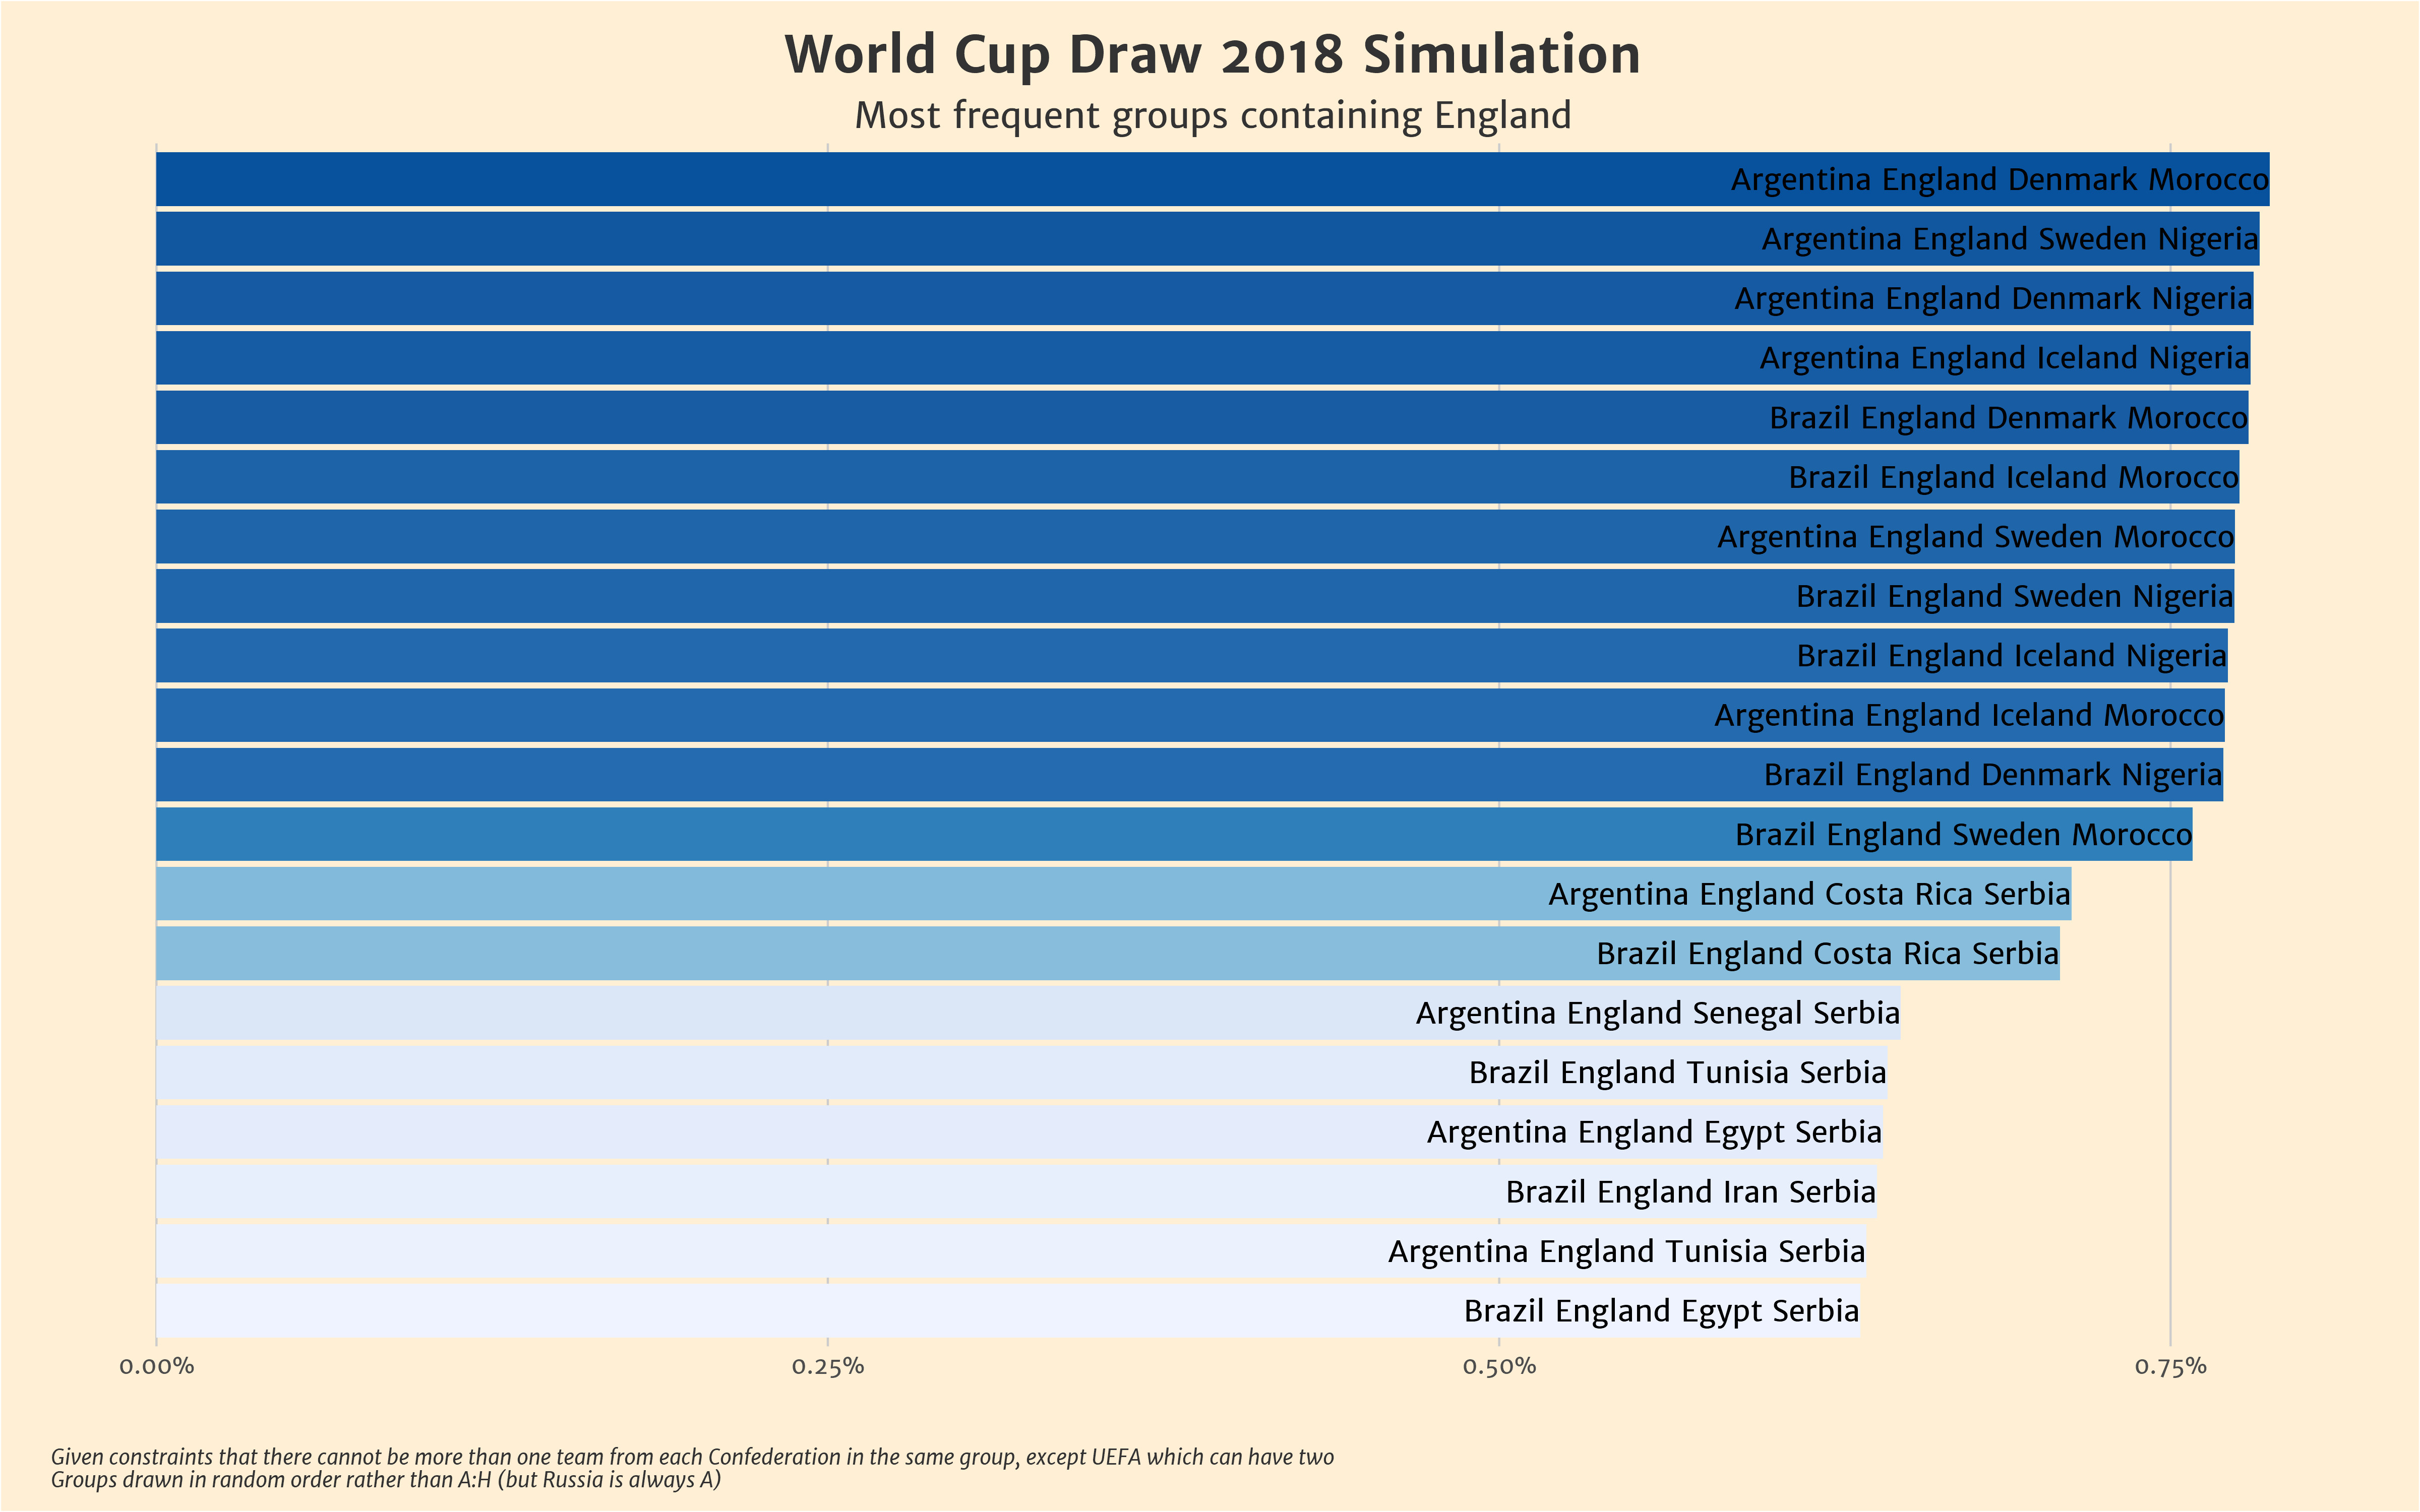 World Cup Draw 2018 Simulation
Most frequent groups containing England
Argentina England Denmark Morocco
Argentina England Sweden Nigeria
Argentina England Denmark Nigeria
Argentina England Iceland Nigeria
Brazil England Denmark Morocco
Brazil England Iceland Morocco
Argentina England Sweden Morocco
Brazil England Sweden Nigeria
Brazil England Iceland Nigeria
Argentina England Iceland Morocco
Brazil England Denmark Nigeria
Brazil England Sweden Morocco
Argentina England Costa Rica Serbia
Brazil England Costa Rica Serbia
Argentina England Senegal Serbia
Brazil England Tunisia Serbia
Argentina England Egypt Serbia
Brazil England Iran Serbia
Argentina England Tunisia Serbia
Brazil England Egypt Serbia
0.00% 0.25% 0.50% 0.75%
Given constraints that there cannot be more than one team from each Confederation in the same group, except UEFA which can have two
Groups drawn in random order rather than A:H (but Russia is always A)